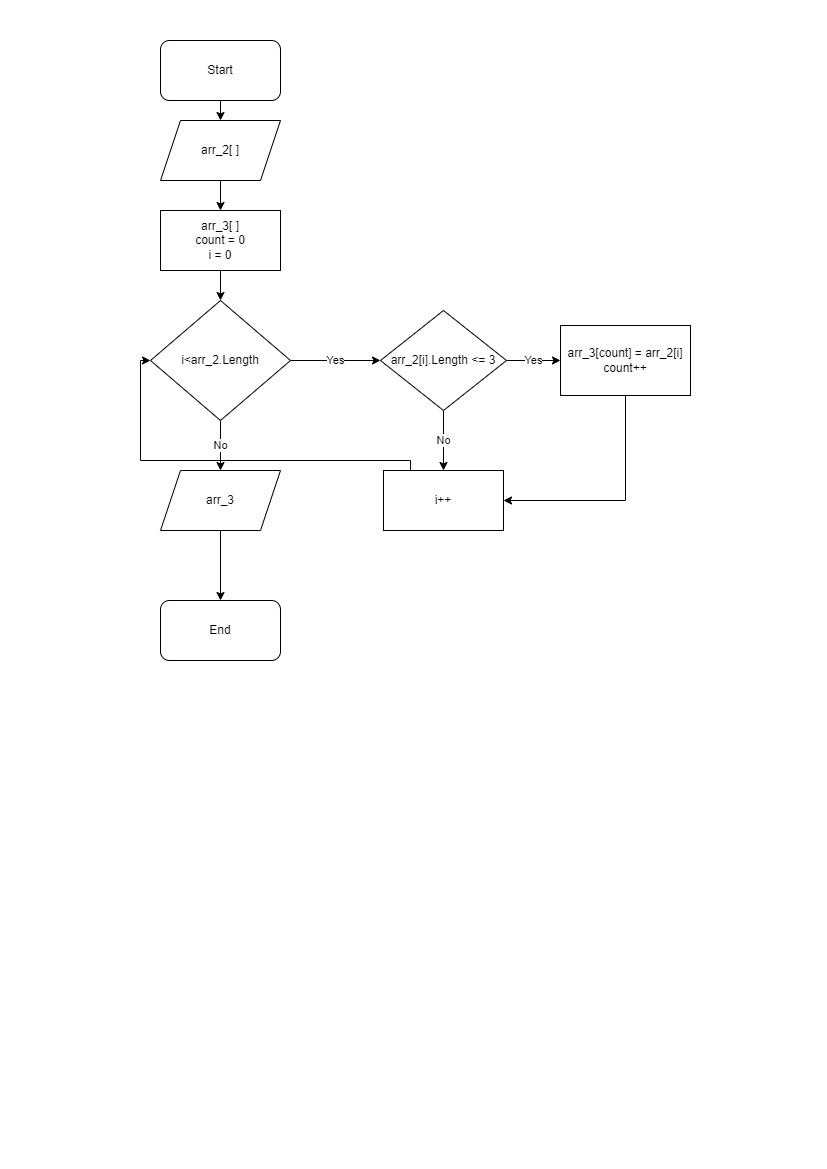 Start
arr_2[ ]
arr_3[ ]
count = 0
i = 0
i<arr_2.Length
Yes
arr_2[i].Length <= 3
Yes
arr_3[count] = arr_2[i]
count++
No
No
arr_3
i++
End